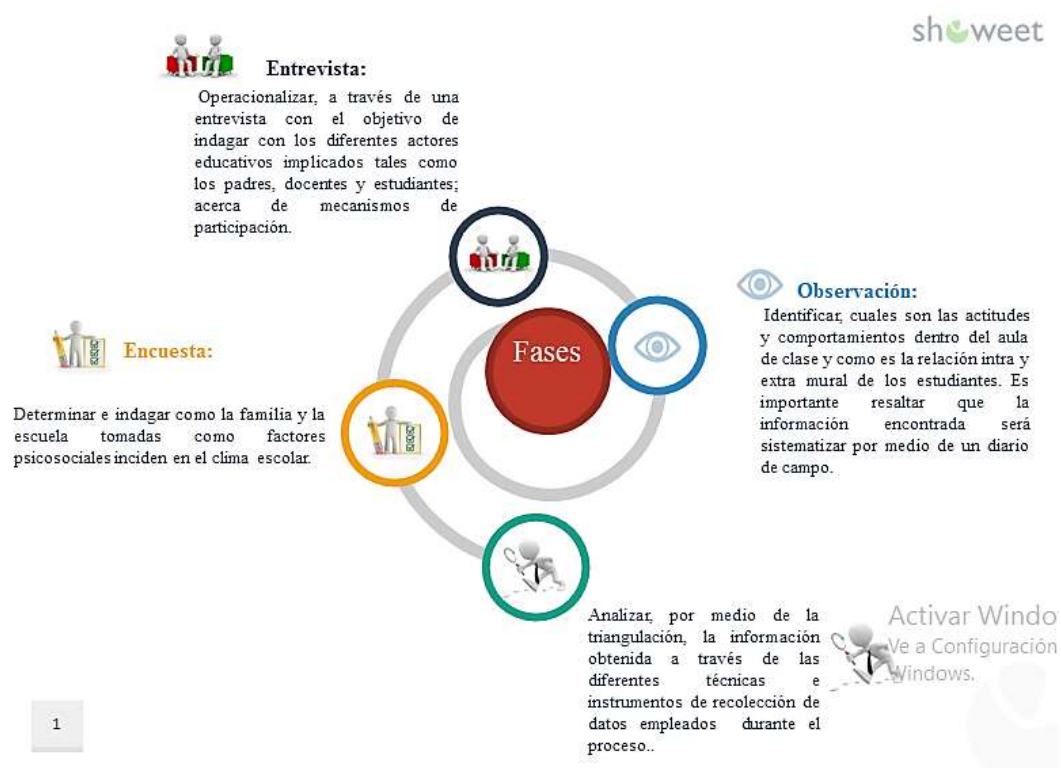 showeet
Entrevista:
Operacionalizar, a través de una
entrevista con el objetivo de
indagar con los diferentes actores
educativos implicados tales como
los padres, docentes y estudiantes;
acerca de mecanismos de
participación.
Fases
Observación:
Identificar, cuales son las actitudes
y comportamientos dentro del aula
de clase y como es la relación intra y
extra mural de los estudiantes. Es
importante resaltar que la
información encontrada será
sistematizar por medio de un diario
de campo.
Encuesta:
Determinar e indagar como la familia y la
escuela tomadas como factores
psicosociales inciden en el clima escolar.
Analizar, por medio de la
triangulación, la información
obtenida a través de las
diferentes técnicas e
instrumentos de recolección de
datos empleados durante el
proceso..
Activar Windo
Ve a Configuración
Windows.
1